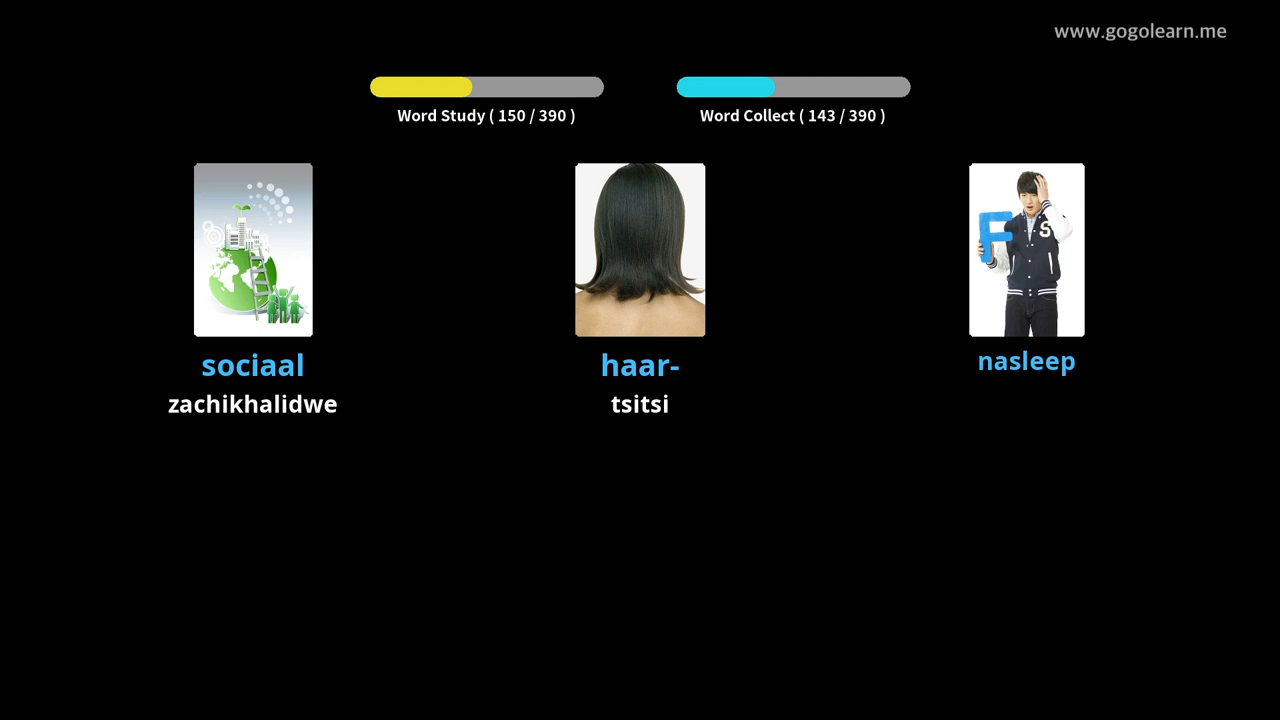 www.gogolearn.me
Word Study ( 150 / 390 )
Word Collect ( 143 / 390 )
F
S
sociaal
haar-
nasleep
zachikhalidwe
tsitsi